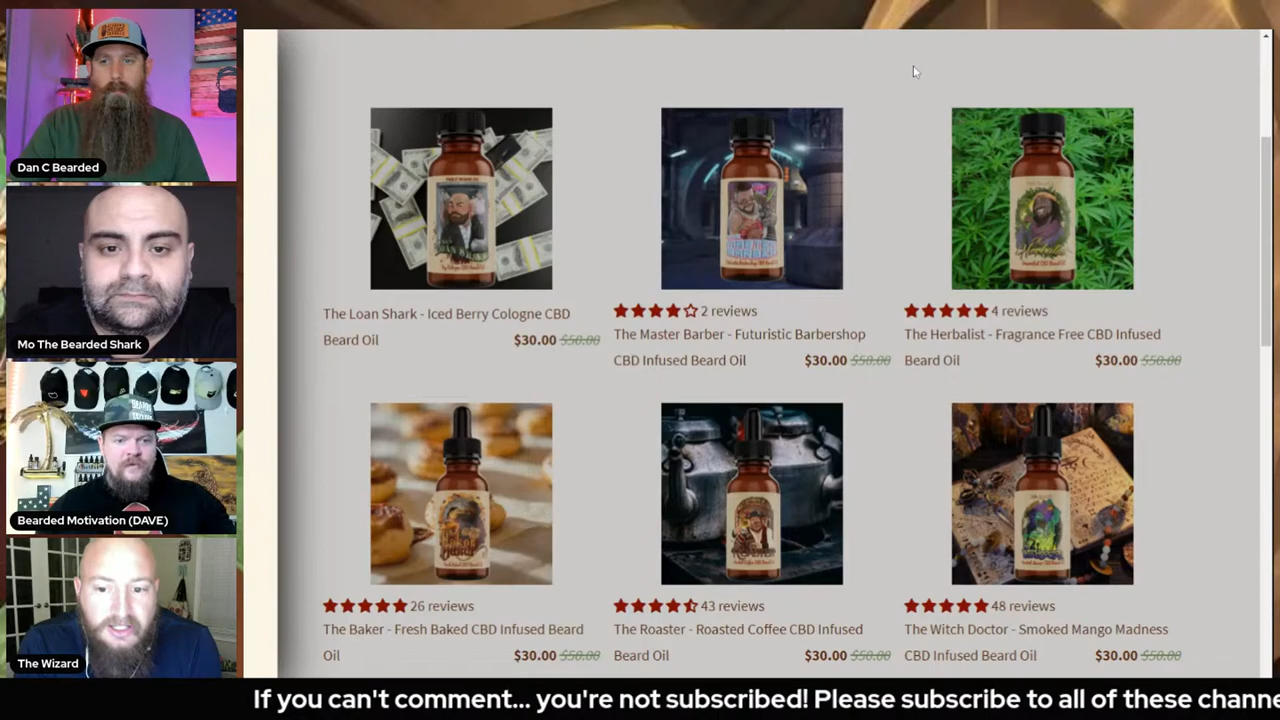 Dan C Bearded
Mo The Bearded Shark
Bearded Motivation (DAVE)
The Wizard
The Loan Shark - Iced Berry Cologne CBD
Beard Oil
$30.00 $50.00
2 reviews
The Master Barber - Futuristic Barbershop
CBD Infused Beard Oil
$30.00 $50.00
4 reviews
The Herbalist - Fragrance Free CBD Infused
Beard Oil
$30.00 $50.00
26 reviews
The Baker - Fresh Baked CBD Infused Beard
Oil
$30.00 $50.00
43 reviews
The Roaster - Roasted Coffee CBD Infused
Beard Oil
$30.00 $50.00
48 reviews
The Witch Doctor - Smoked Mango Madness
CBD Infused Beard Oil
$30.00 $50.00
If you can't comment... you're not subscribed! Please subscribe to all of these channe